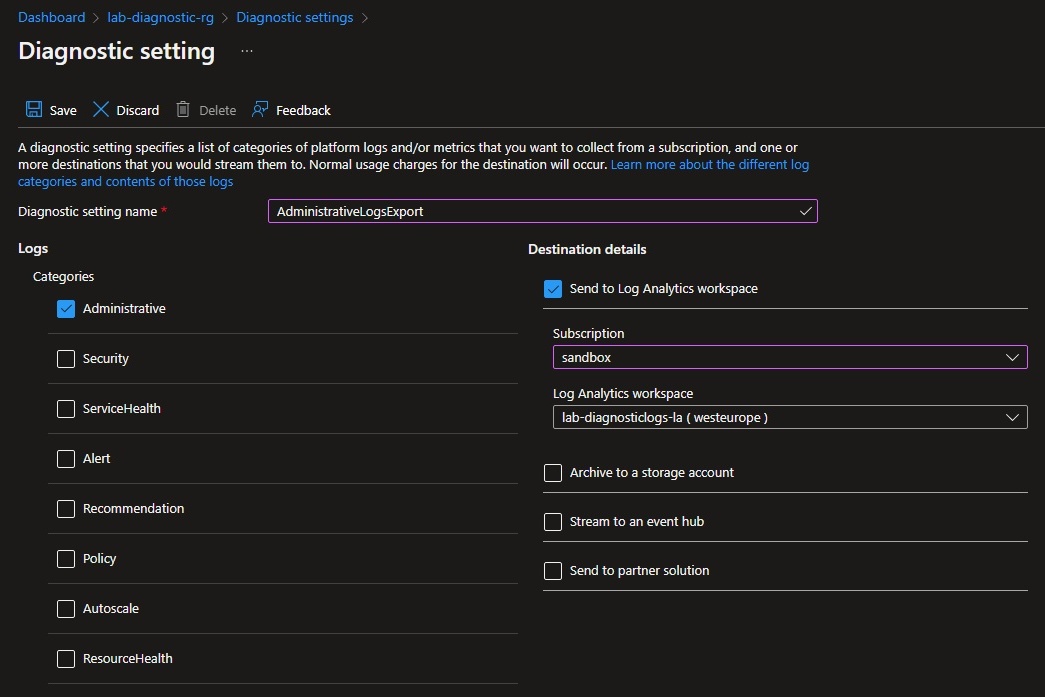 Dashboard > lab-diagnostic-rg > Diagnostic settings >
Diagnostic setting ...
Save Discard Delete Feedback
A diagnostic setting specifies a list of categories of platform logs and/or metrics that you want to collect from a subscription, and one or
more destinations that you would stream them to. Normal usage charges for the destination will occur. Learn more about the different log
categories and contents of those logs
Diagnostic setting name * AdministrativeLogsExport
Logs
Categories
Administrative
Security
ServiceHealth
Alert
Recommendation
Policy
Autoscale
ResourceHealth
Destination details
Send to Log Analytics workspace
Subscription
sandbox
Log Analytics workspace
lab-diagnosticlogs-la ( westeurope )
Archive to a storage account
Stream to an event hub
Send to partner solution